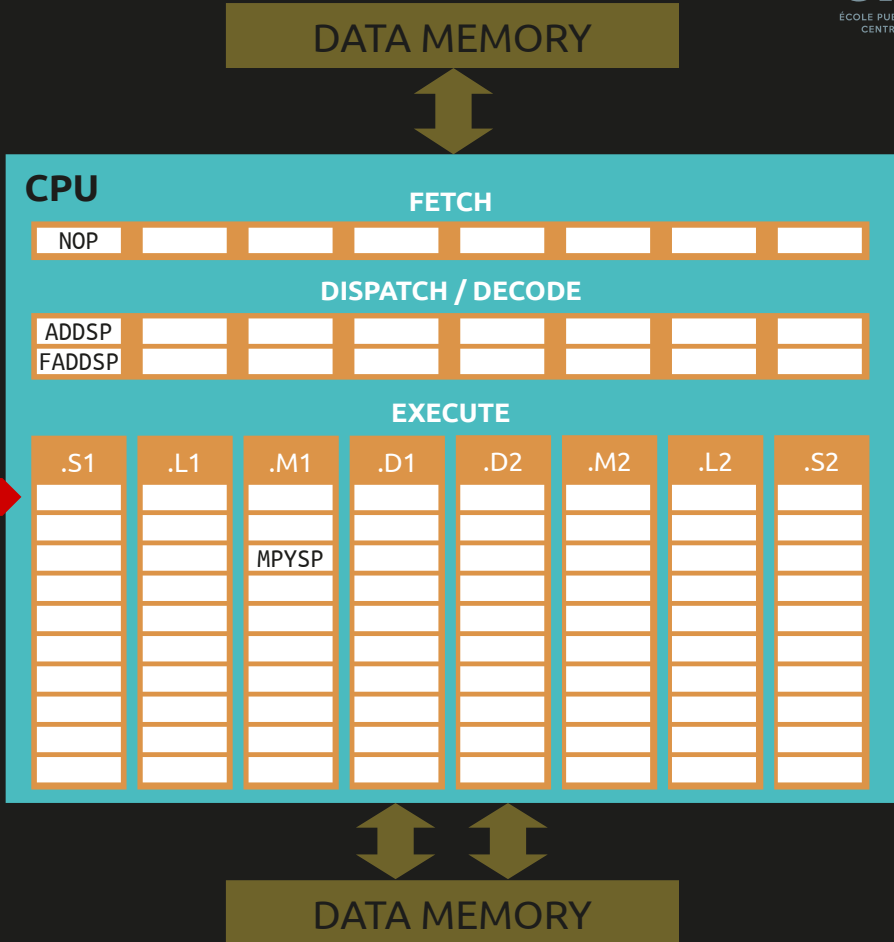 DATA MEMORY
ÉCOLE
CENTR
CPU
FETCH
NOP
DISPATCH / DECODE
ADDSP
FADDSP
EXECUTE
.S1 .L1 .M1 .D1 .D2 .M2 .L2 .S2
MPYSP
DATA MEMORY